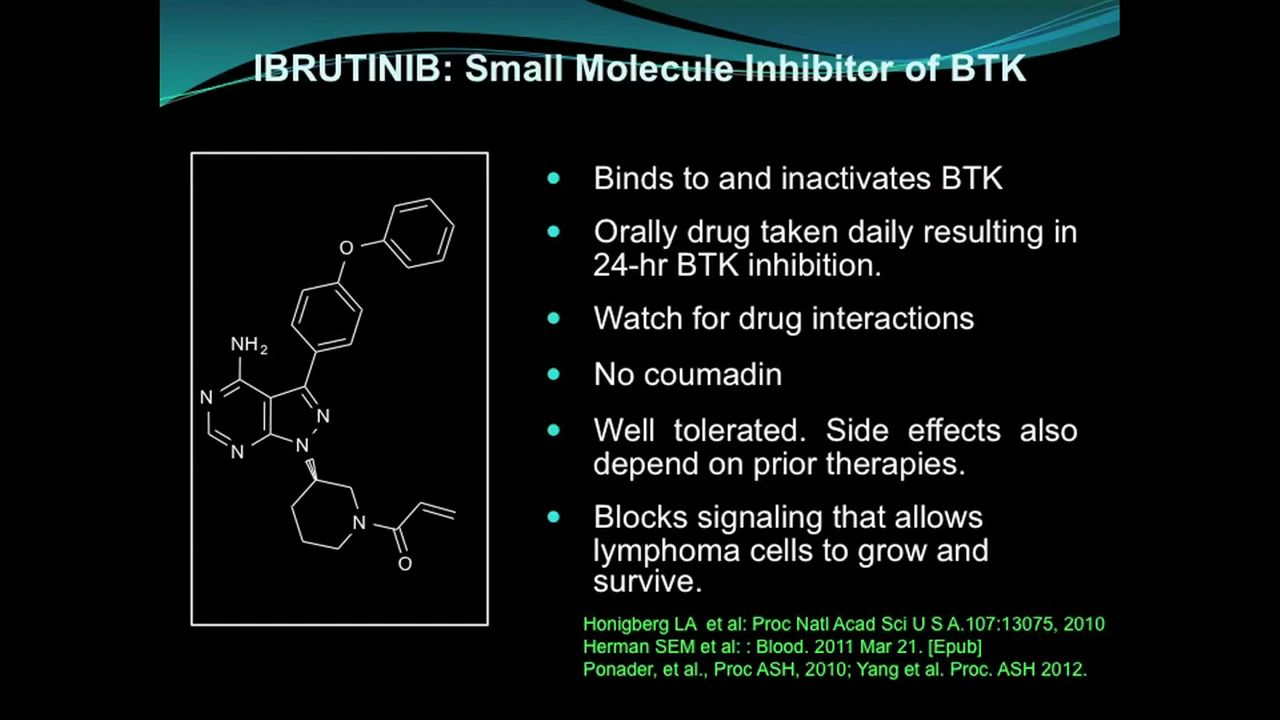 IBRUTINIB: Small Molecule Inhibitor of BTK
Binds to and inactivates BTK
Orally drug taken daily resulting in
24-hr BTK inhibition.
Watch for drug interactions
No coumadin
Well tolerated. Side effects also
depend on prior therapies.
Blocks signaling that allows
lymphoma cells to grow and
survive.
Honigberg LA et al: Proc Natl Acad Sci U S A.107:13075, 2010
Herman SEM et al: : Blood. 2011 Mar 21. [Epub]
Ponader, et al., Proc ASH, 2010; Yang et al. Proc. ASH 2012.
O
NH2
N
N
N
N
N
O